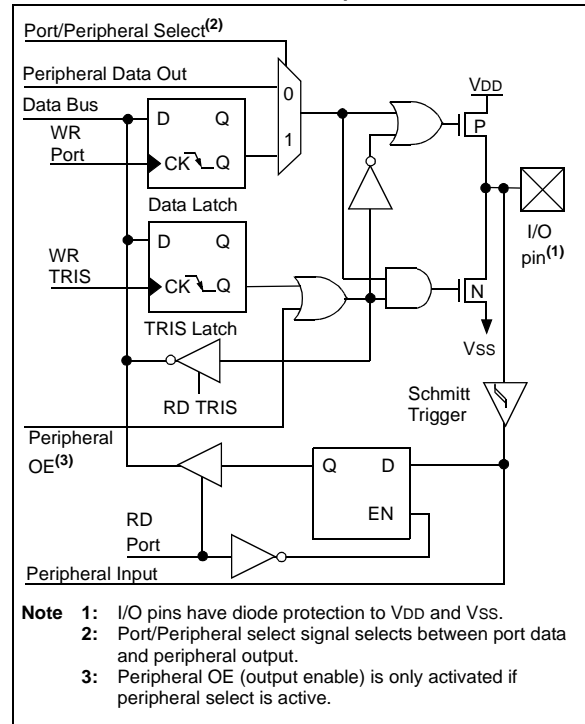 Port/Peripheral Select(2)
Peripheral Data Out
Data Bus
WR
Port
D Q
CK Q
Data Latch
0
1
VDD
P
I/O
pin(1)
WR
TRIS
D Q
CK Q
TRIS Latch
N
VSS
RD TRIS
Schmitt
Trigger
Peripheral
OE(3)
Q D
EN
RD
Port
Peripheral Input
Note 1: I/O pins have diode protection to VDD and VSS.
2: Port/Peripheral select signal selects between port data
and peripheral output.
3: Peripheral OE (output enable) is only activated if
peripheral select is active.